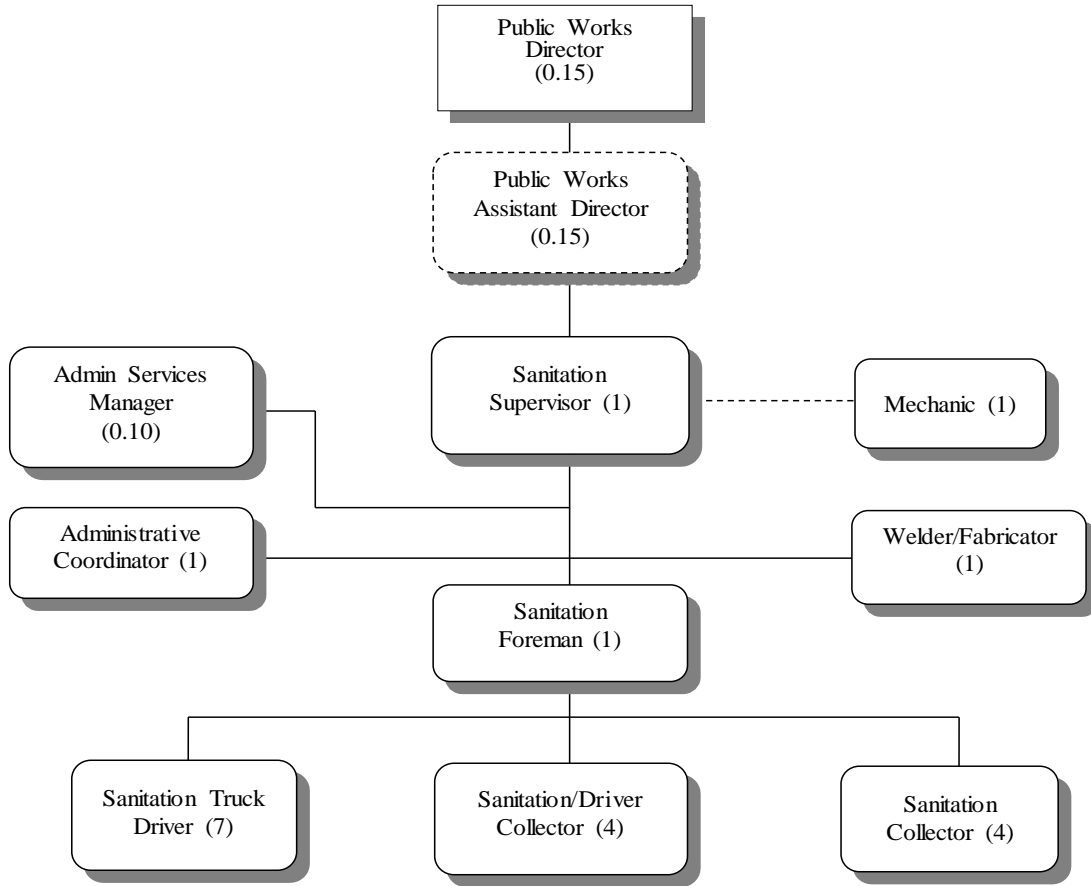 Public Works
Director
(0.15)
Public Works
Assistant Director
(0.15)
Admin Services
Manager
(0.10)
Sanitation
Supervisor (1)
Mechanic (1)
Administrative
Coordinator (1)
Welder/Fabricator
(1)
Sanitation
Foreman (1)
Sanitation Truck
Driver (7)
Sanitation/Driver
Collector (4)
Sanitation
Collector (4)